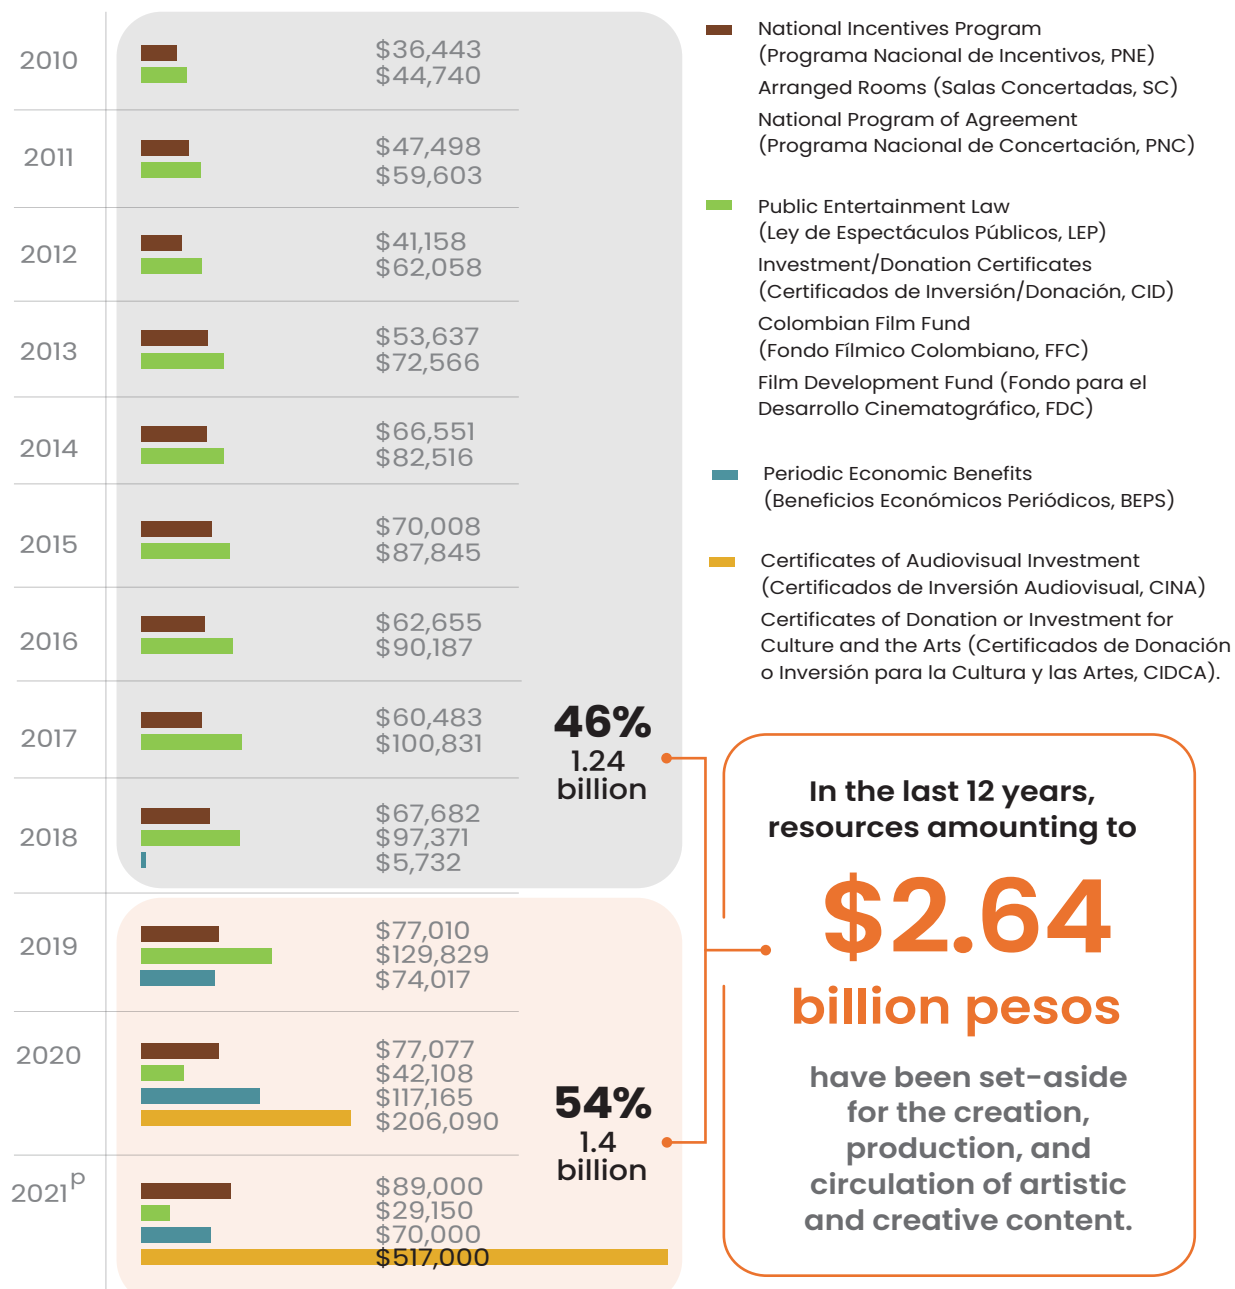 2010
$36,443
$44,740
2011
$47,498
$59,603
2012
$41,158
$62,058
2013
$53,637
$72,566
2014
$66,551
$82,516
2015
$70,008
$87,845
2016
$62,655
$90,187
2017
$60,483
$100,831
2018
$67,682
$97,371
$5,732
46%
1.24
billion
2019
$77,010
$129,829
$74,017
2020
$77,077
$42,108
$117,165
$206,090
2021p
$89,000
$29,150
$70,000
$517,000
54%
1.4
billion
National Incentives Program
(Programa Nacional de Incentivos, PNE)
Arranged Rooms (Salas Concertadas, SC)
National Program of Agreement
(Programa Nacional de Concertación, PNC)
Public Entertainment Law
(Ley de Espectáculos Públicos, LEP)
Investment/Donation Certificates
(Certificados de Inversión/Donación, CID)
Colombian Film Fund
(Fondo Fílmico Colombiano, FFC)
Film Development Fund (Fondo para el
Desarrollo Cinematográfico, FDC)
Periodic Economic Benefits
(Beneficios Económicos Periódicos, BEPS)
Certificates of Audiovisual Investment
(Certificados de Inversión Audiovisual, CINA)
Certificates of Donation or Investment for
Culture and the Arts (Certificados de Donación
o Inversión para la Cultura y las Artes, CIDCA).
In the last 12 years,
resources amounting to
$2.64
billion pesos
have been set-aside
for the creation,
production, and
circulation of artistic
and creative content.